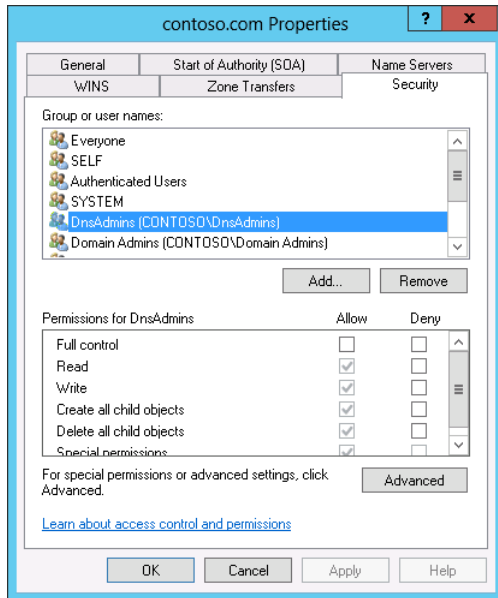 contoso.com Properties
?
x
General
Start of Authority (SOA)
Name Servers
WINS
Zone Transfers
Security
Group or user names:
Everyone
SELF
Authenticated Users
SYSTEM
DnsAdmins (CONTOSO\DnsAdmins)
Domain Admins (CONTOSO\Domain Admins)
Add...
Remove
Permissions for DnsAdmins
Allow
Deny
Full control
Read
Write
Create all child objects
Delete all child objects
Special permissions
For special permissions or advanced settings, click
Advanced.
Advanced
Learn about access control and permissions
OK
Cancel
Apply
Help